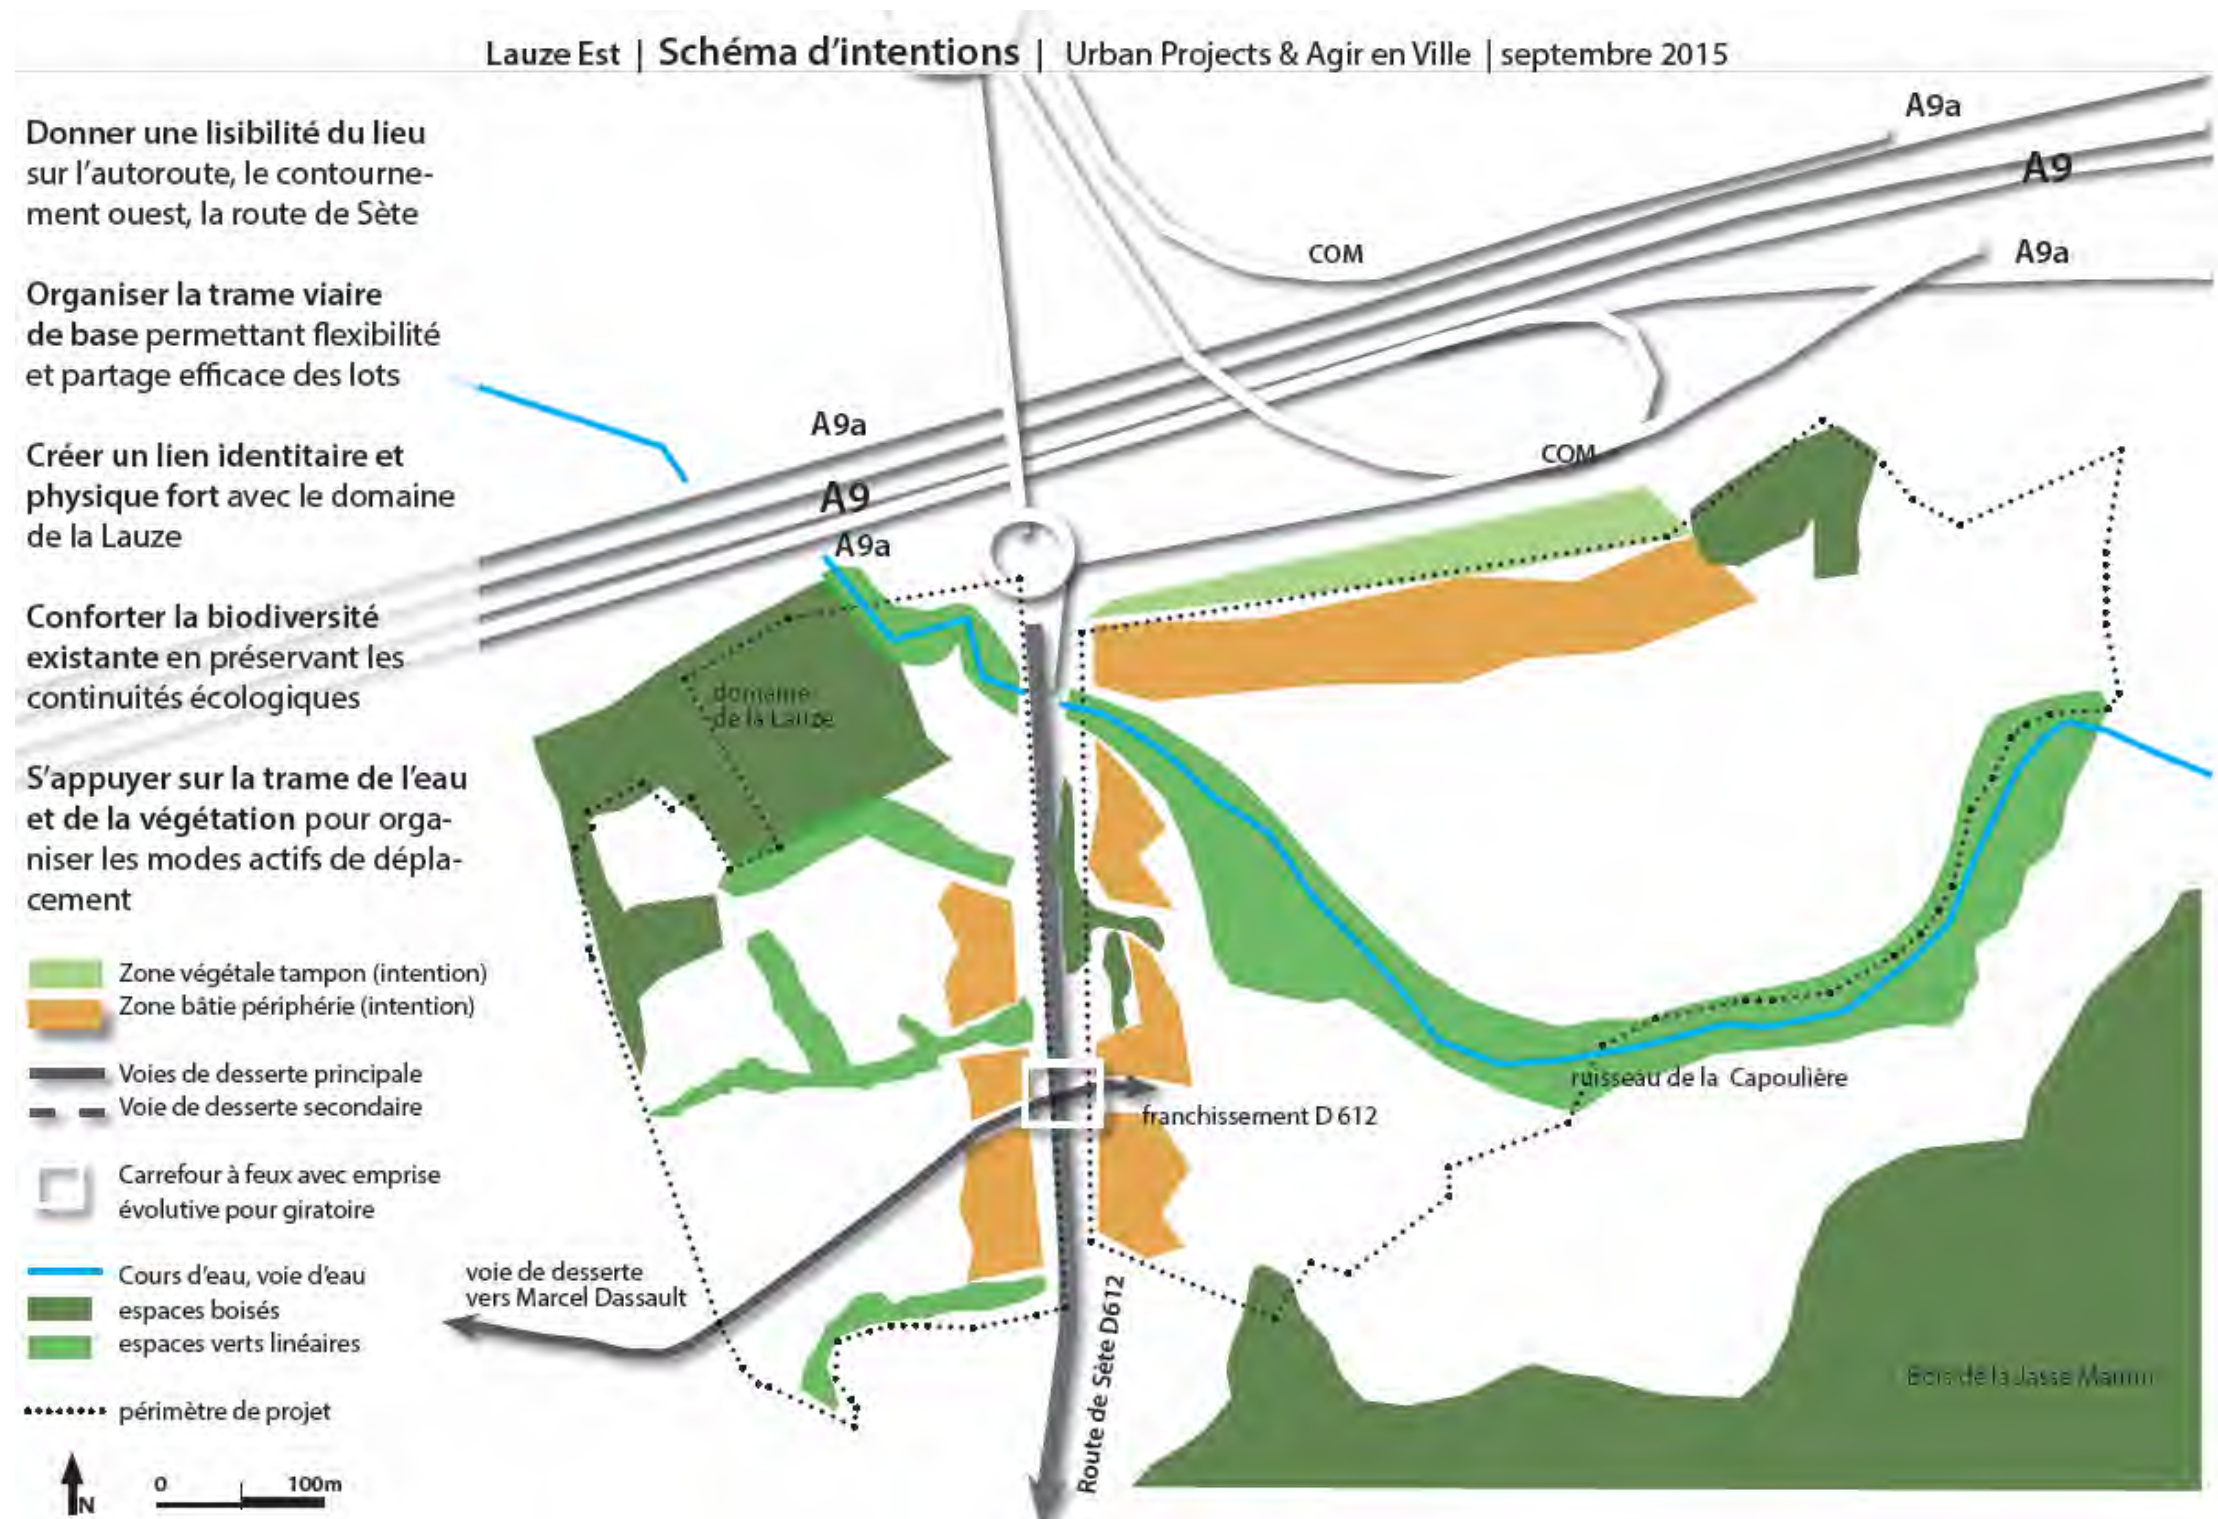 Lauze Est | Schéma d'intentions | Urban Projects & Agir en Ville | septembre 2015
Donner une lisibilité du lieu
sur l'autoroute, le contourne-
ment ouest, la route de Sète
Organiser la trame viaire
de base permettant flexibilité
et partage efficace des lots
Créer un lien identitaire et
physique fort avec le domaine
de la Lauze
Conforter la biodiversité
existante en préservant les
continuités écologiques
S'appuyer sur la trame de l'eau
et de la végétation pour orga-
niser les modes actifs de dépla-
cement
Zone végétale tampon (intention)
Zone bâtie périphérie (intention)
Voies de desserte principale
Voie de desserte secondaire
Carrefour à feux avec emprise
évolutive pour giratoire
Cours d'eau, voie d'eau
espaces boisés
espaces verts linéaires
périmètre de projet
N
0 100m
A9a
A9
A9a
COM
COM
A9a
A9
A9a
domaine
de la Lauze
ruisseau de la Capoulière
franchissement D 612
voie de desserte
vers Marcel Dassault
Route de Sète D612
Bois de la Jasse